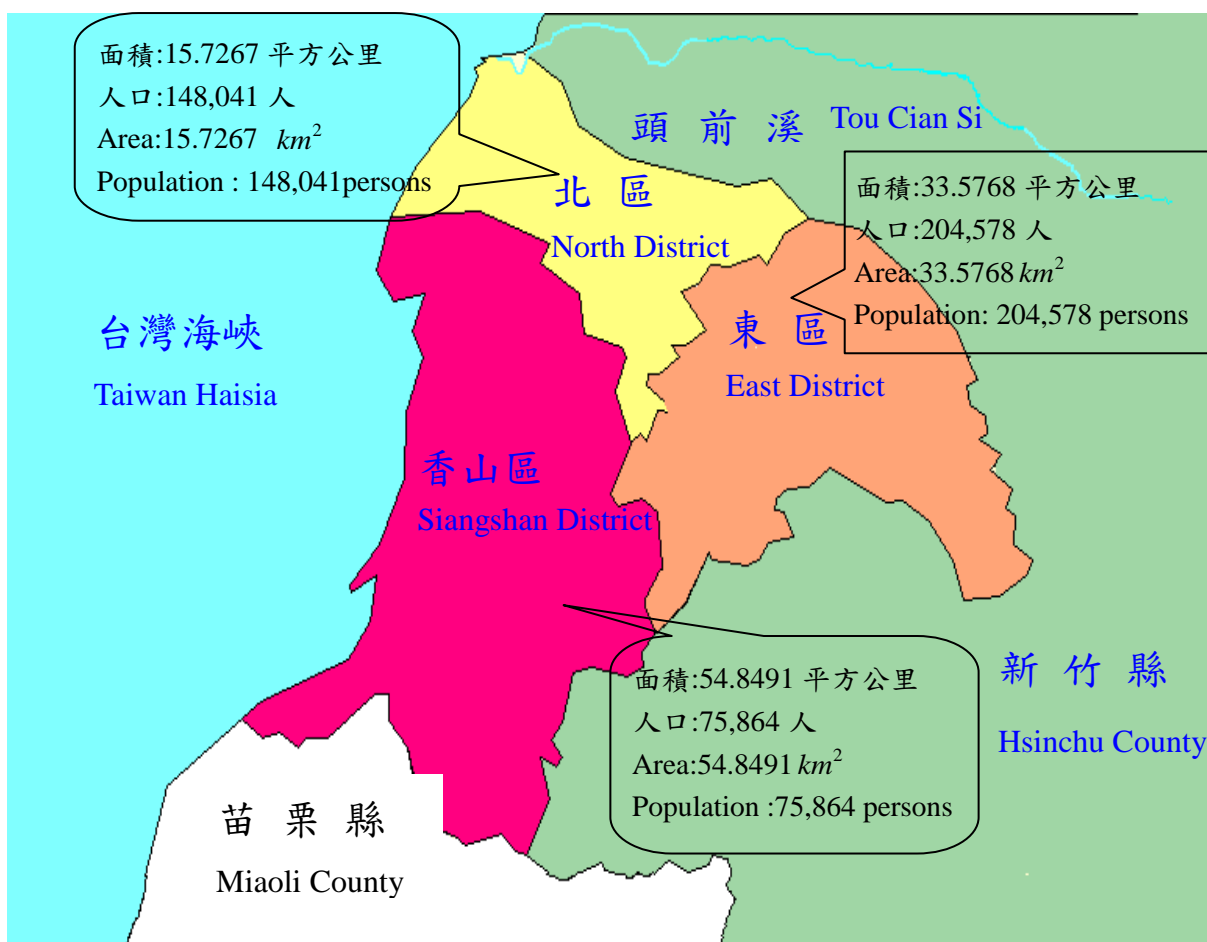 面積:15.7267 平方公里
人口:148,041 人
Area:15.7267 km²
Population : 148,041persons
頭 前 溪 Tou Cian Si
北 區
North District
面積:33.5768 平方公里
人口:204,578 人
Area:33.5768 km²
Population: 204,578 persons
台灣海峽
Taiwan Haisia
東 區
East District
香山區
Siangshan District
面積:54.8491 平方公里
人口:75,864 人
Area:54.8491 km²
Population :75,864 persons
新 竹 縣
Hsinchu County
苗 栗 縣
Miaoli County